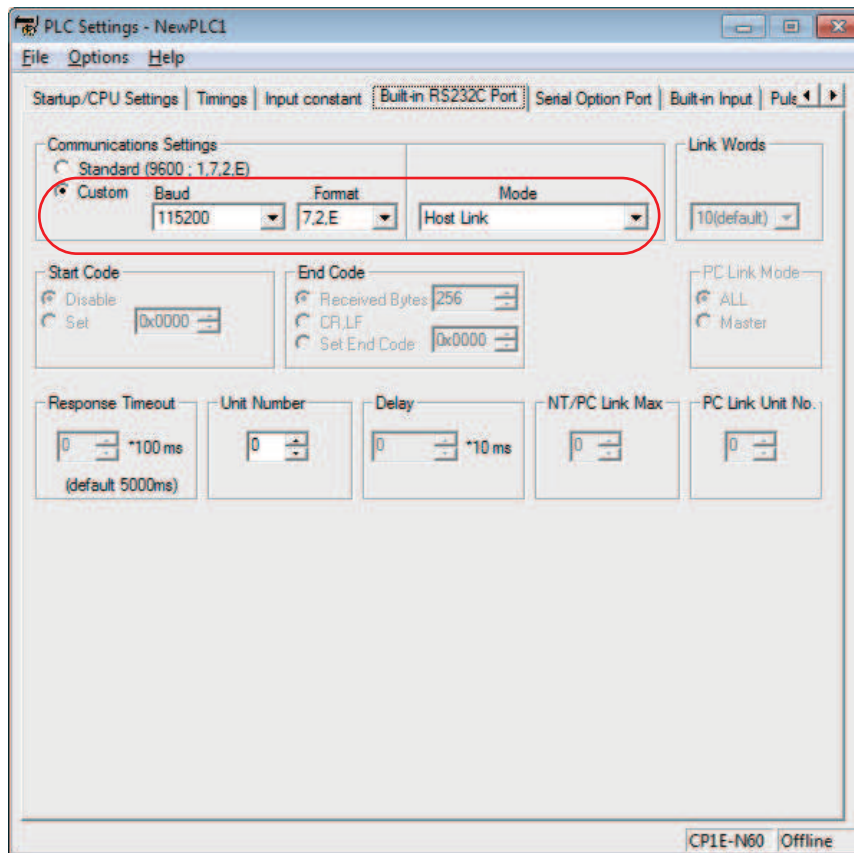 PLC Settings - NewPLC1
File Options Help
Startup/CPU Settings Timings Input constant Built-in RS232C Port Serial Option Port Built-in Input Puls
Communications Settings
Standard (9600 ; 1,7,2,E)
Custom Baud Format Mode
115200 7,2,E Host Link
Link Words
10(default)
Start Code
Disable
Set 0x0000
End Code
Received Bytes 256
CR,LF
Set End Code 0x0000
PC Link Mode
ALL
Master
Response Timeout
0 *100 ms
(default 5000ms)
Unit Number
0
Delay
0 *10 ms
NT/PC Link Max
0
PC Link Unit No.
0
CP1E-N60 Offline